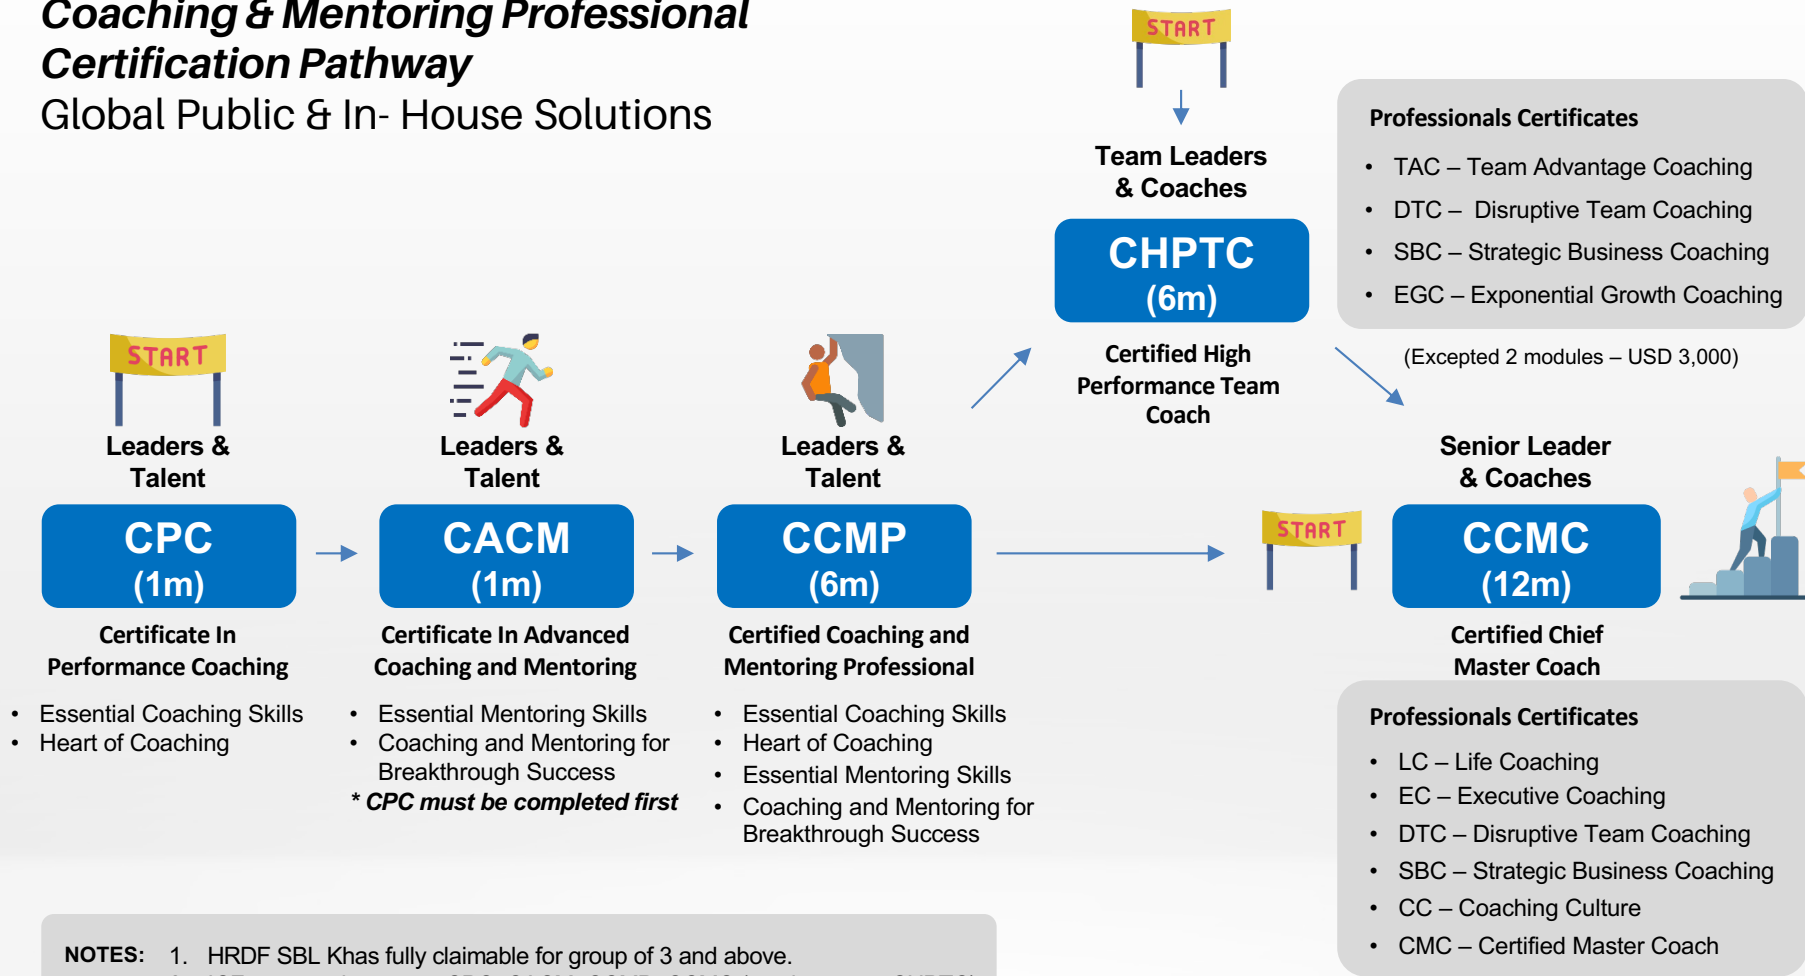 Coaching & Mentoring Professional
Certification Pathway
Global Public & In- House Solutions
START
Team Leaders
& Coaches
CHPTC
(6m)
Certified High
Performance Team
Coach
Professionals Certificates
• TAC – Team Advantage Coaching
• DTC – Disruptive Team Coaching
• SBC – Strategic Business Coaching
• EGC – Exponential Growth Coaching
(Excepted 2 modules – USD 3,000)
START
Leaders &
Talent
CPC
(1m)
Certificate In
Performance Coaching
• Essential Coaching Skills
• Heart of Coaching
Leaders &
Talent
CACM
(1m)
Certificate In Advanced
Coaching and Mentoring
• Essential Mentoring Skills
• Coaching and Mentoring for
Breakthrough Success
* CPC must be completed first
Leaders &
Talent
CCMP
(6m)
Certified Coaching and
Mentoring Professional
• Essential Coaching Skills
• Heart of Coaching
• Essential Mentoring Skills
• Coaching and Mentoring for
Breakthrough Success
START
Senior Leader
& Coaches
CCMC
(12m)
Certified Chief
Master Coach
Professionals Certificates
• LC – Life Coaching
• EC – Executive Coaching
• DTC – Disruptive Team Coaching
• SBC – Strategic Business Coaching
• CC – Coaching Culture
• CMC – Certified Master Coach
NOTES: 1. HRDF SBL Khas fully claimable for group of 3 and above.